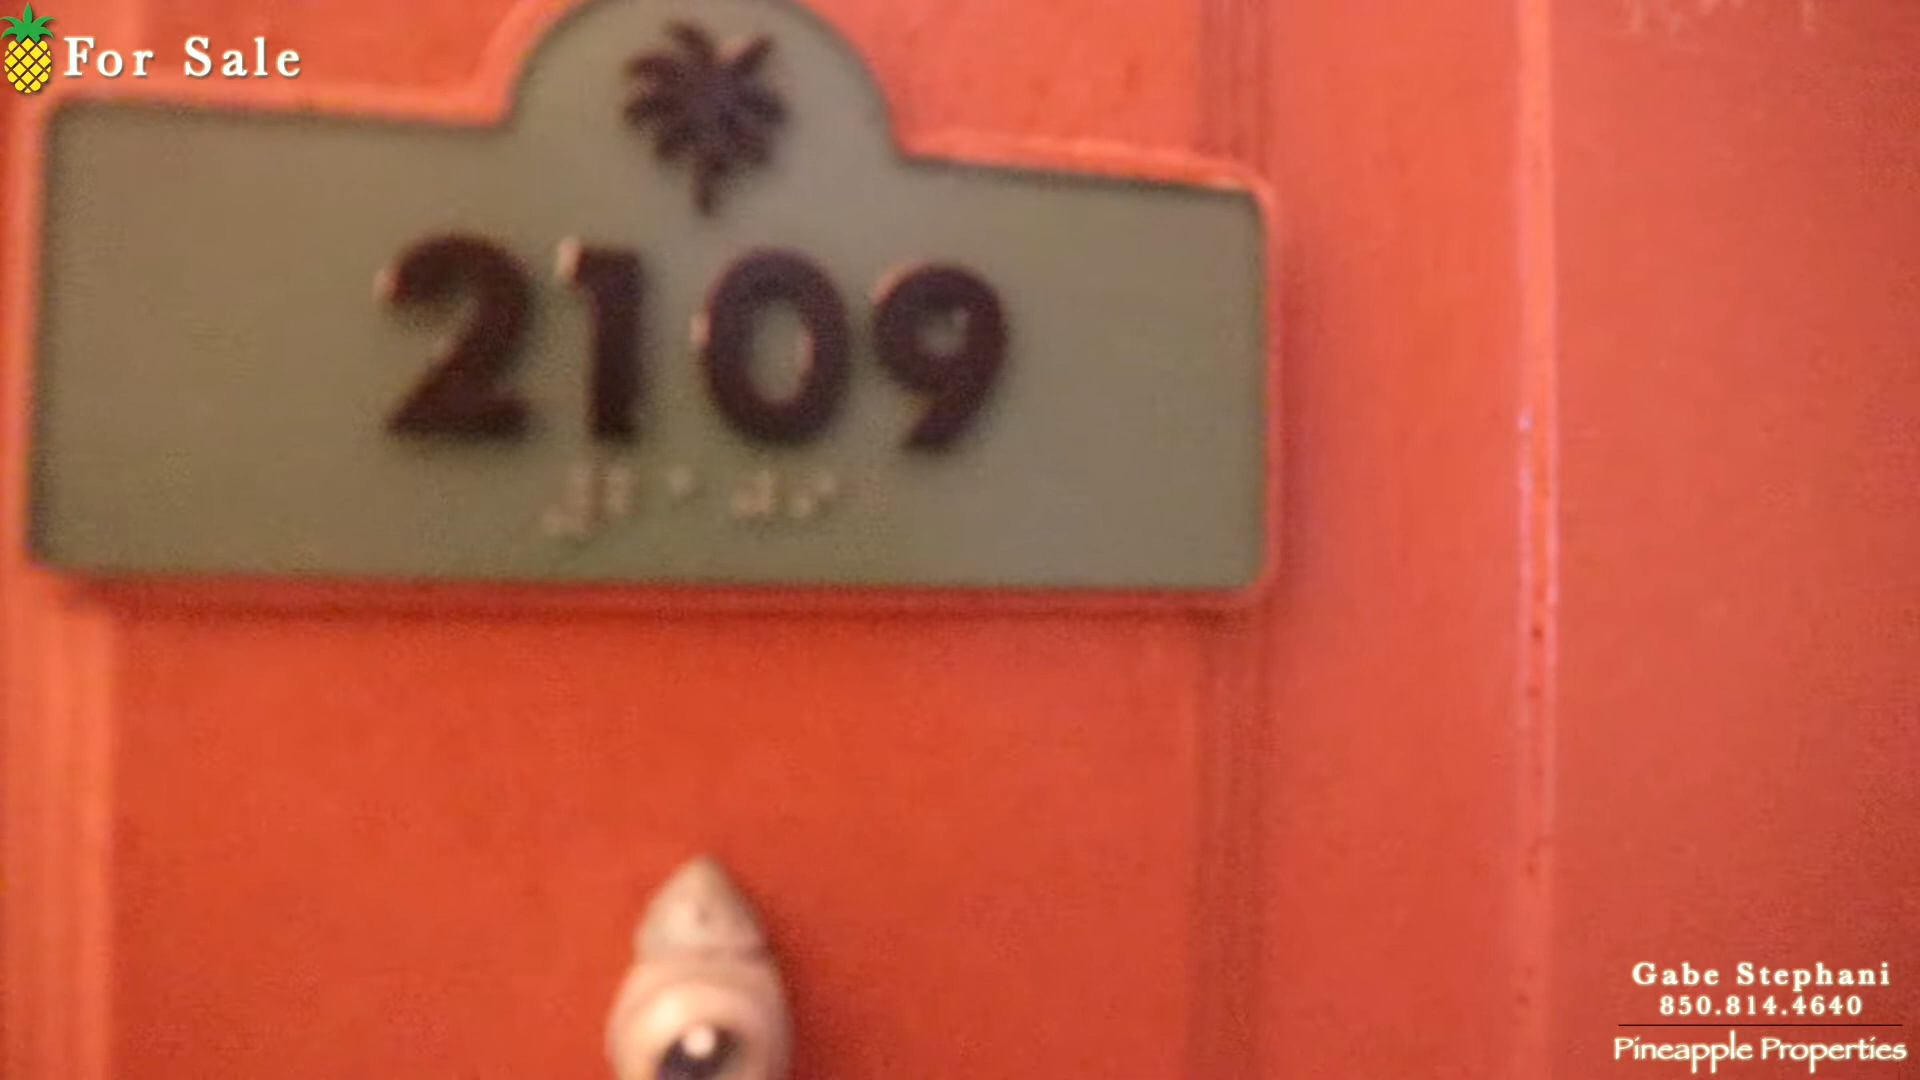 For Sale
2109
Gabe Stephani
850.814.4640
Pineapple Properties